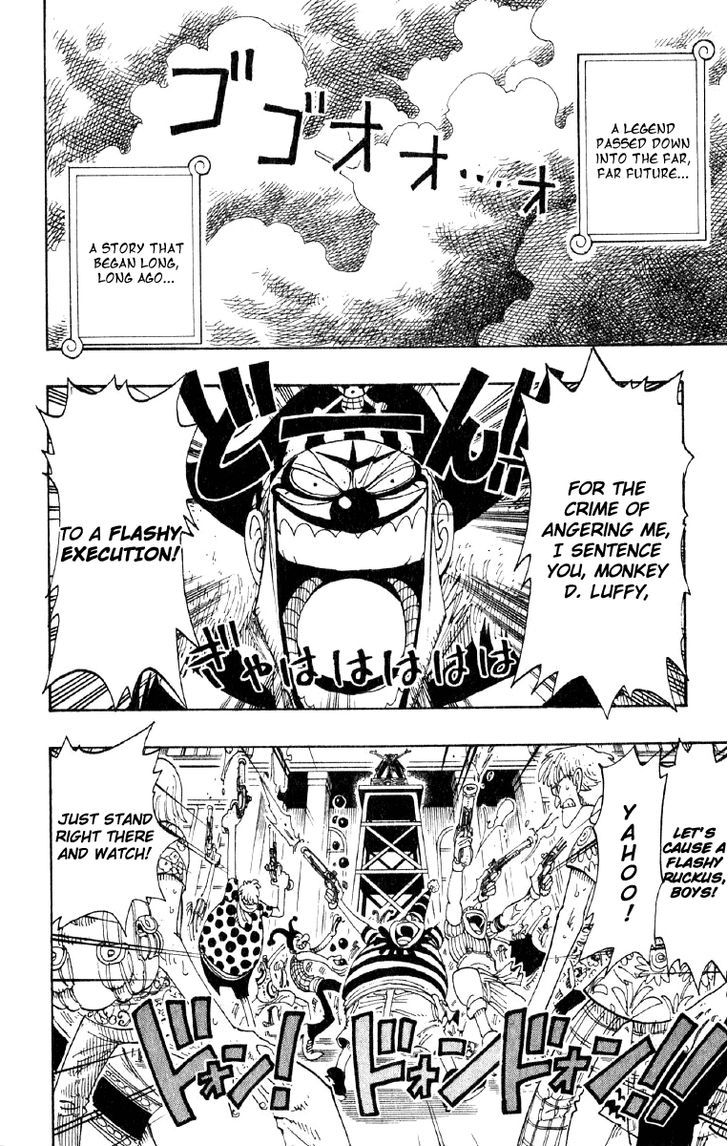 A LEGEND
PASSED DOWN
INTO THE FAR,
FAR FUTURE...
ゴゴオオ…オ
A STORY THAT
BEGAN LONG,
LONG AGO...
FOR THE
CRIME OF
ANGERING ME,
I SENTENCE
YOU, MONKEY
D. LUFFY,
どーん!!
TO A FLASHY
EXECUTION!
ぎゃはははははは
LET'S
CAUSE A
FLASHY
RUCKUS,
BOYS!
YAHOO!
JUST STAND
RIGHT THERE
AND WATCH!
ドォン!
ドォンドォン!!